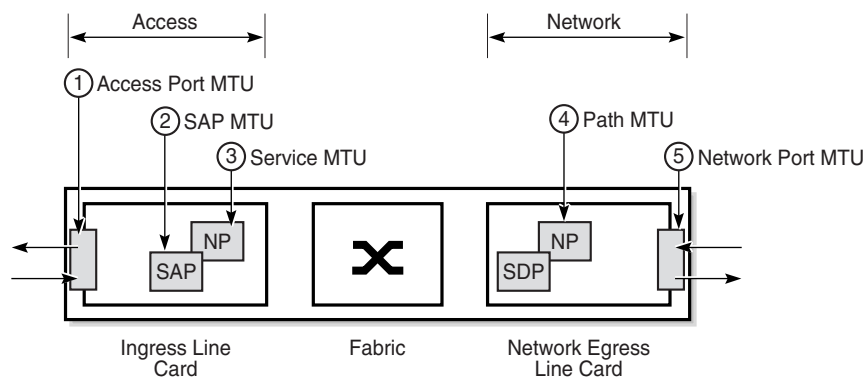 Access
Network
1 Access Port MTU
2 SAP MTU
4 Path MTU
3 Service MTU
5 Network Port MTU
NP
SAP
NP
SDP
Ingress Line
Card
Fabric
Network Egress
Line Card